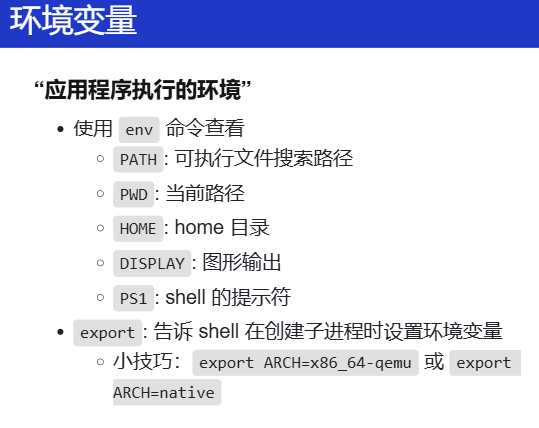 环境变量
“应用程序执行的环境”
使用 env 命令查看
PATH: 可执行文件搜索路径
PWD: 当前路径
HOME: home 目录
DISPLAY: 图形输出
PS1: shell 的提示符
export: 告诉 shell 在创建子进程时设置环境变量
小技巧： export ARCH=x86_64-qemu 或 export
ARCH=native